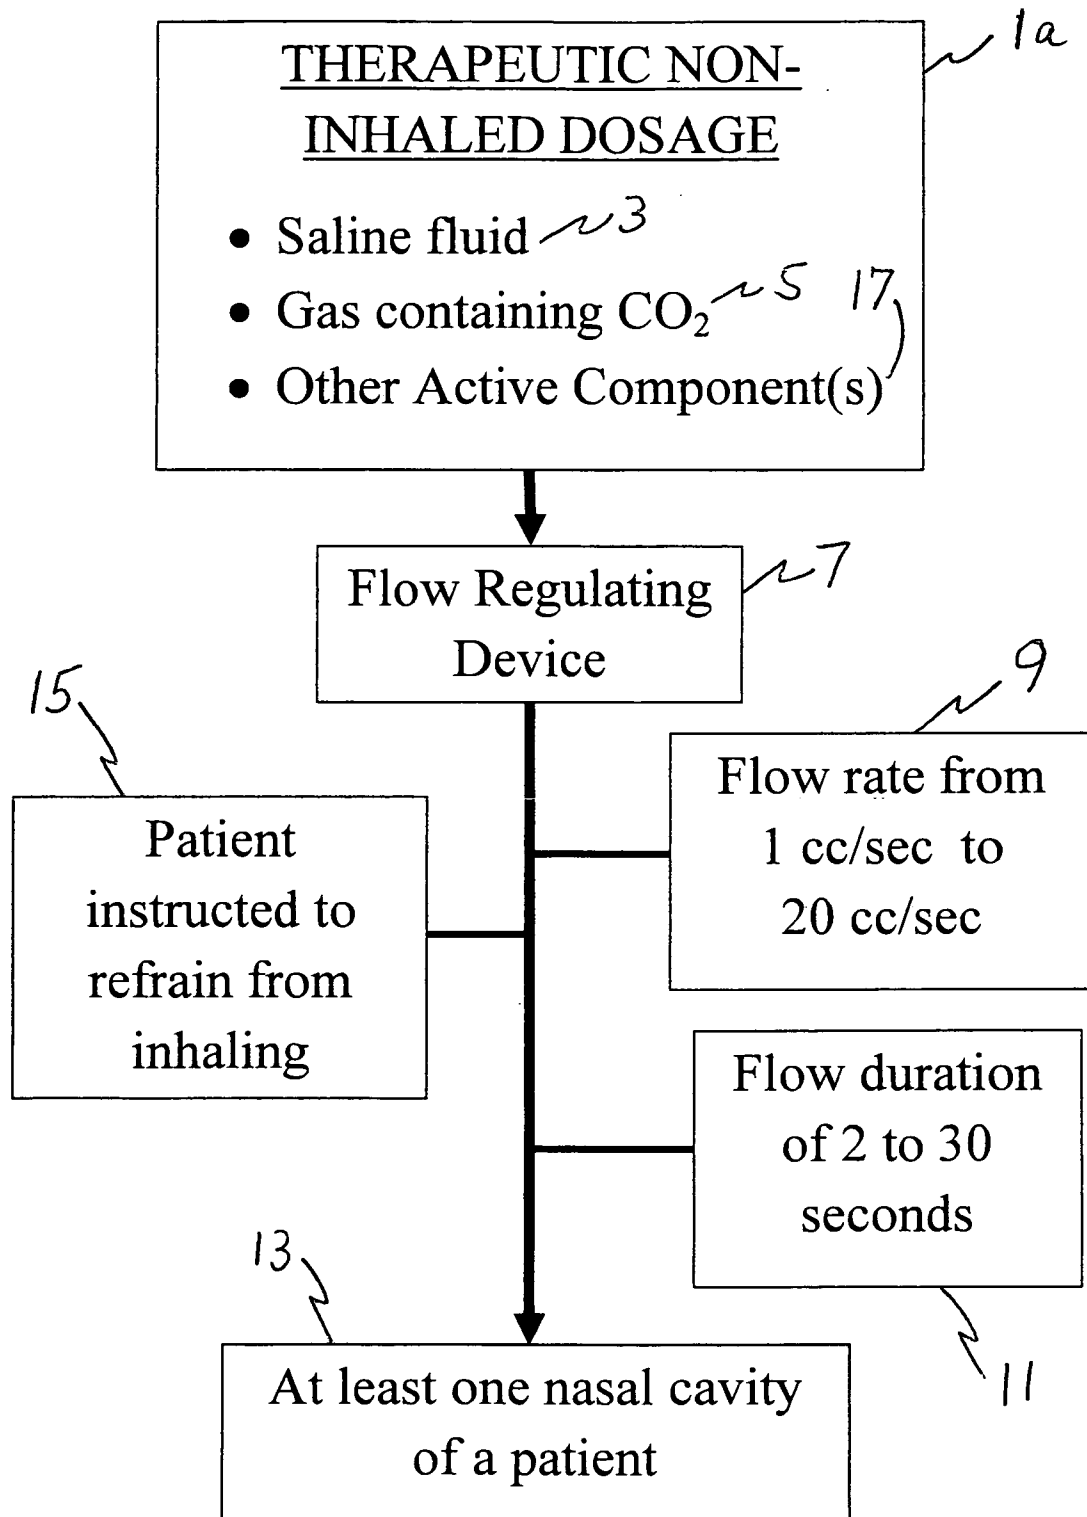 1a
THERAPEUTIC NON-
INHALED DOSAGE
• Saline fluid 3
• Gas containing CO₂ 5
17
• Other Active Component(s)
7
Flow Regulating
Device
9
15
Flow rate from
1 cc/sec to
20 cc/sec
Patient
instructed to
refrain from
inhaling
Flow duration
of 2 to 30
seconds
11
13
At least one nasal cavity
of a patient